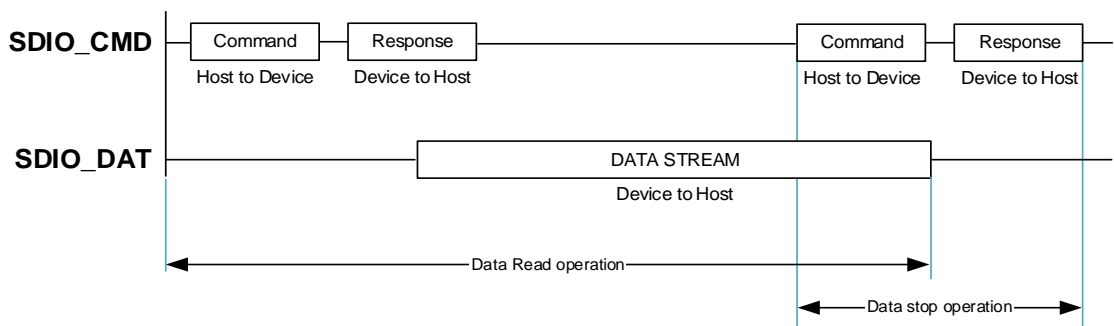 SDIO_CMD
Command
Response
Command
Response
Host to Device
Device to Host
Host to Device
Device to Host
SDIO_DAT
DATA STREAM
Device to Host
Data Read operation
Data stop operation